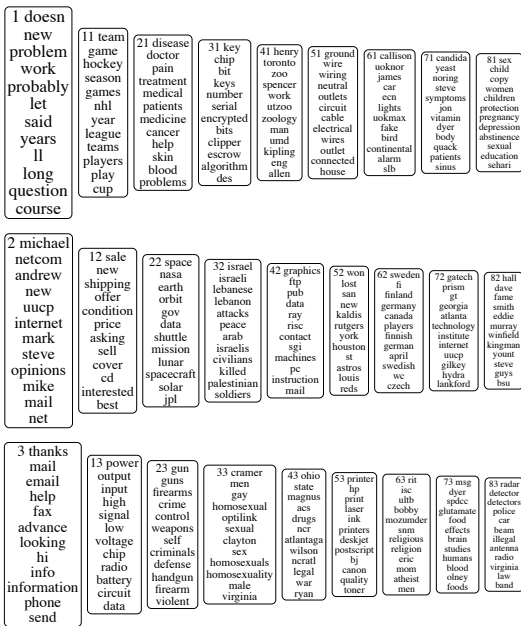 1 doesn
new
problem
work
probably
let
said
years
ll
long
question
course
11 team
game
hockey
season
games
nhl
year
league
teams
players
play
cup
21 disease
doctor
pain
treatment
medical
patients
medicine
cancer
help
skin
blood
problems
31 key
chip
bit
keys
number
serial
encrypted
bits
clipper
escrow
algorithm
des
41 henry
toronto
zoo
spencer
work
utzoo
zoology
man
umd
kipling
eng
allen
51 ground
wire
wiring
neutral
outlets
circuit
cable
electrical
wires
outlet
connected
house
61 callison
uoknor
james
car
ecn
lights
uokmax
fake
bird
continental
alarm
slb
71 candida
yeast
noring
steve
symptoms
jon
vitamin
dyer
body
quack
patients
sinus
81 sex
child
copy
women
children
protection
pregnancy
depression
abstinence
sexual
education
sehari
2 michael
netcom
andrew
new
uucp
internet
mark
steve
opinions
mike
mail
net
12 sale
new
shipping
offer
condition
price
asking
sell
cover
cd
interested
best
22 space
nasa
earth
orbit
gov
data
shuttle
mission
lunar
spacecraft
solar
jpl
32 israel
israeli
lebanese
lebanon
attacks
peace
arab
israelis
civilians
killed
palestinian
soldiers
42 graphics
ftp
pub
data
ray
risc
contact
sgi
machines
pc
instruction
mail
52 won
lost
san
new
kaldis
rutgers
york
houston
st
astros
louis
reds
62 sweden
fi
finland
germany
canada
players
finnish
german
april
swedish
wc
czech
72 gatech
prism
gt
georgia
atlanta
technology
institute
internet
uucp
gilkey
hydra
lankford
82 hall
dave
fame
smith
eddie
murray
winfield
kingman
yount
steve
guys
bsu
3 thanks
mail
email
help
fax
advance
looking
hi
info
information
phone
send
13 power
output
input
high
signal
low
voltage
chip
radio
battery
circuit
data
23 gun
guns
firearms
crime
control
weapons
self
criminals
defense
handgun
firearm
violent
33 cramer
men
gay
homosexual
optilink
sexual
clayton
sex
homosexuals
homosexuality
male
virginia
43 ohio
state
magnus
acs
drugs
ncr
atlantaga
wilson
ncratl
legal
war
ryan
53 printer
hp
print
laser
ink
printers
deskjet
postscript
bj
canon
quality
toner
63 rit
isc
ultb
bobby
mozumder
snm
religious
religion
eric
mom
atheist
men
73 msg
dyer
spdcc
glutamate
food
effects
brain
studies
humans
blood
olney
foods
83 radar
detector
detectors
police
car
beam
illegal
antenna
radio
virginia
law
band